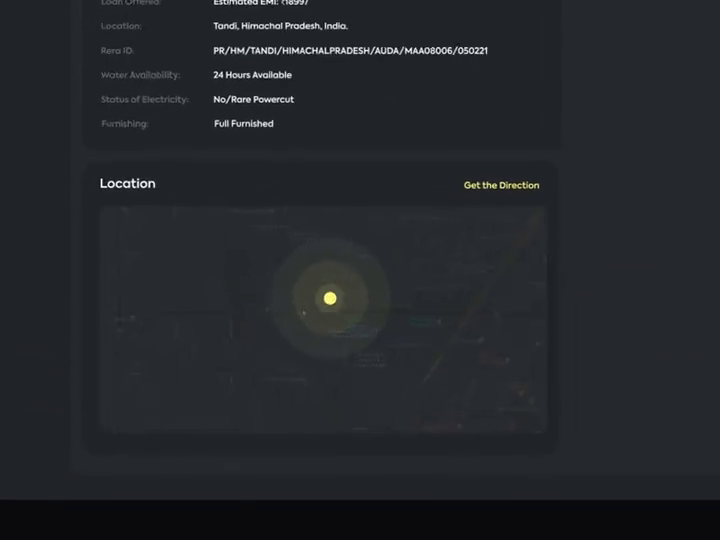 Loan Offered: Estimated EMI: ₹18997
Location: Tandi, Himachal Pradesh, India.
Rera ID: PR/HM/TANDI/HIMACHALPRADESH/AUDA/MAA08006/050221
Water Availability: 24 Hours Available
Status of Electricity: No/Rare Powercut
Furnishing: Full Furnished
Location Get the Direction